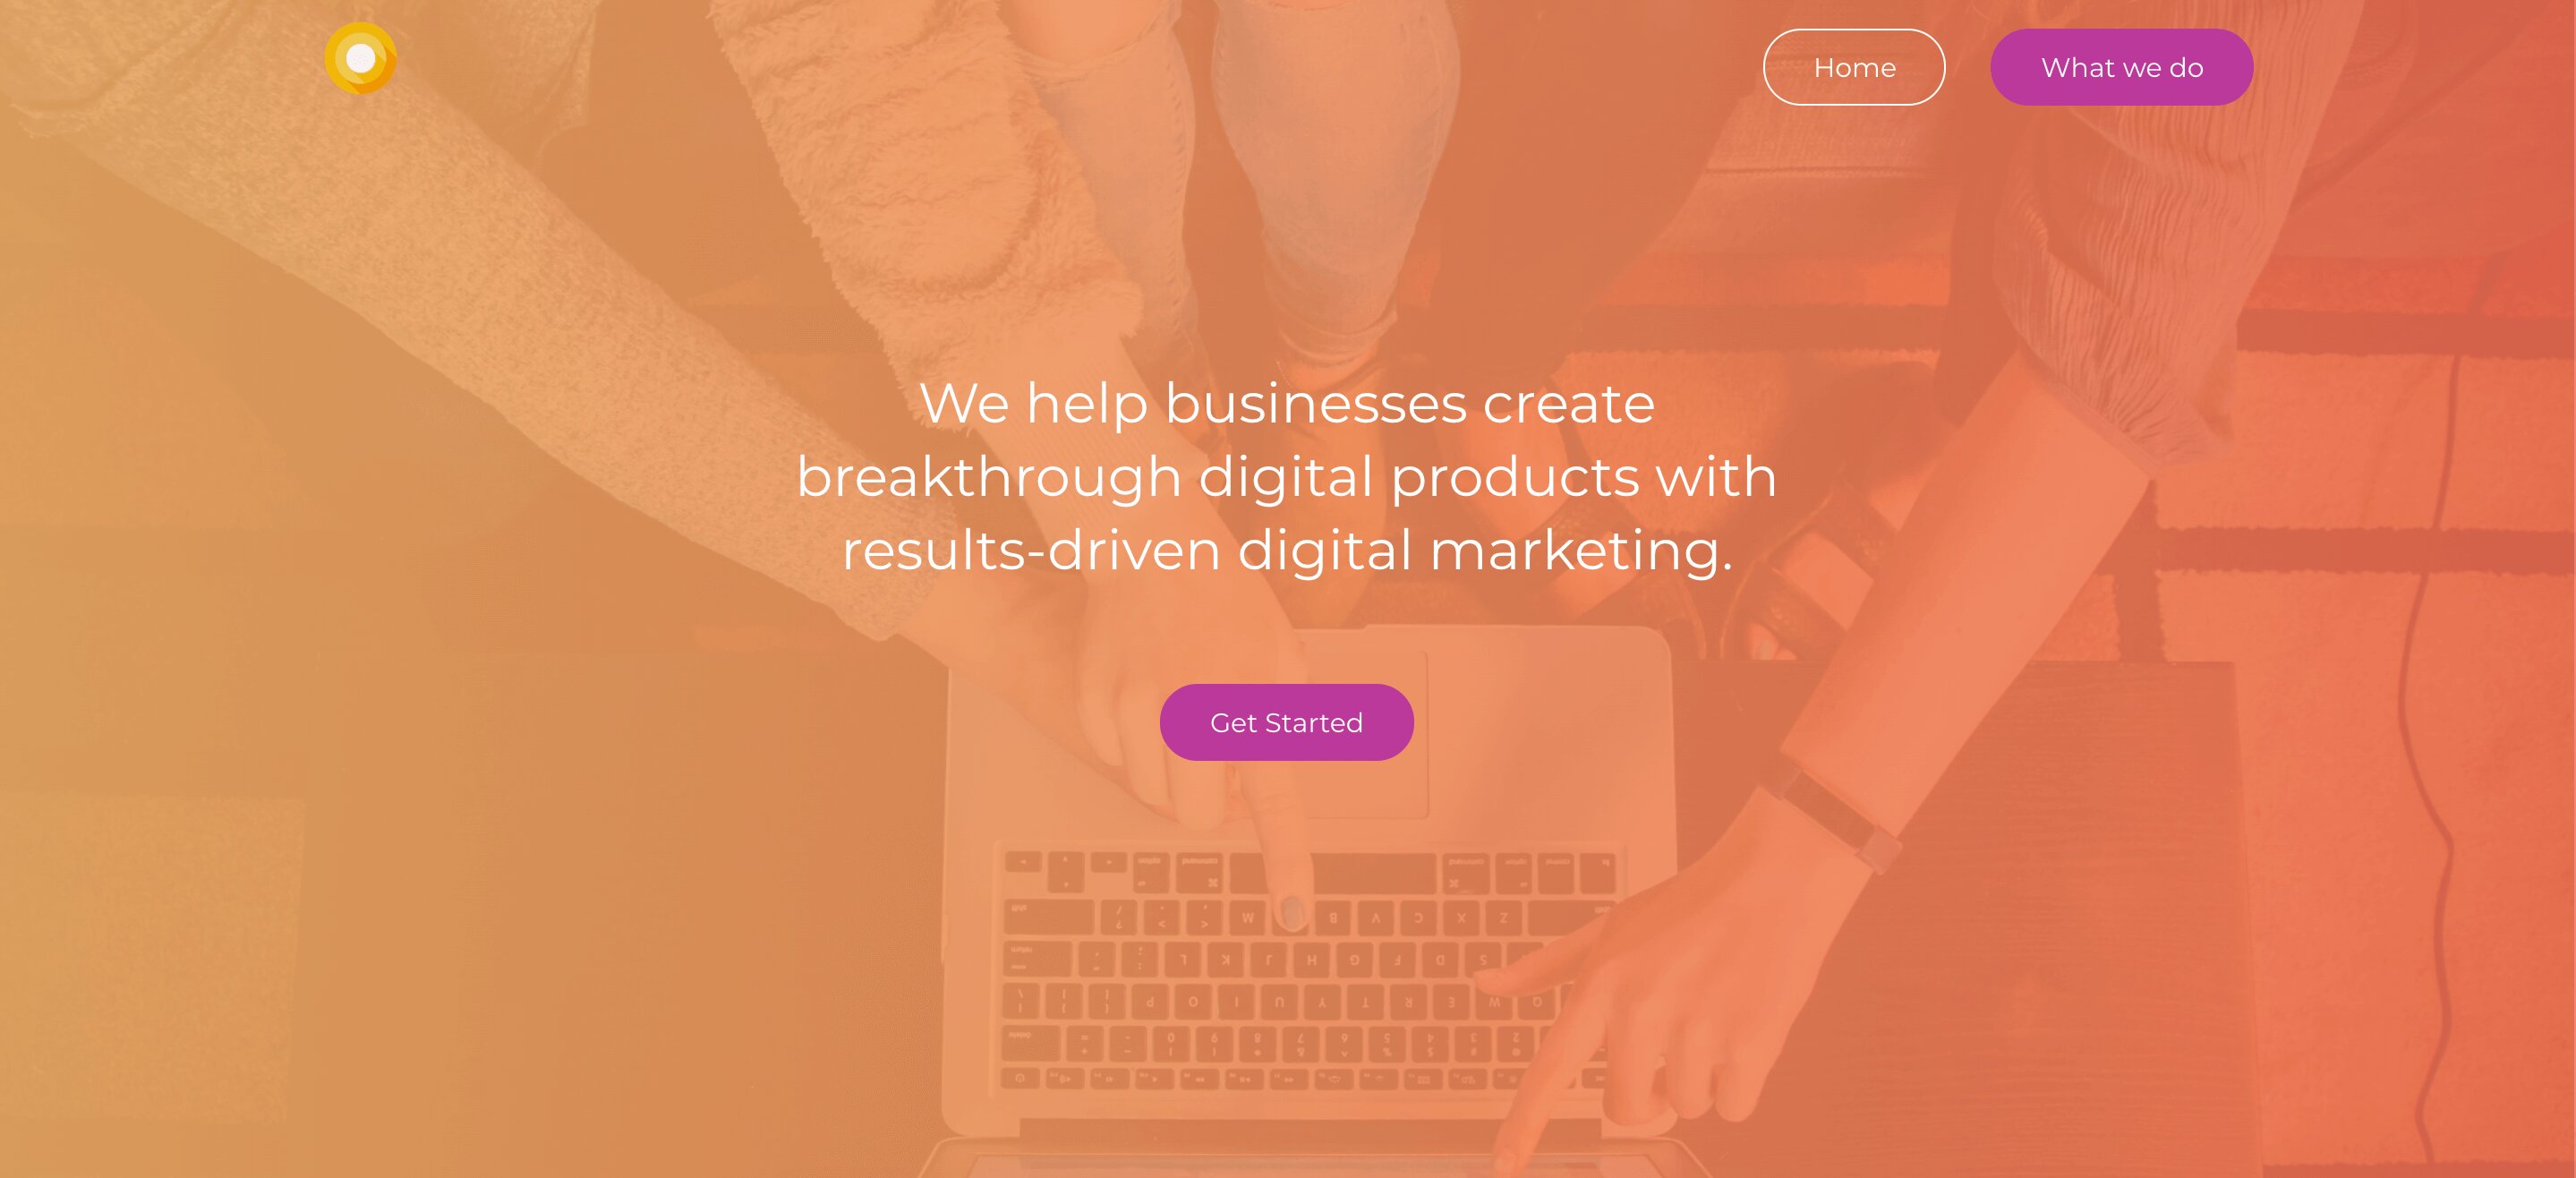 Home
What we do
We help businesses create
breakthrough digital products with
results-driven digital marketing.
Get Started